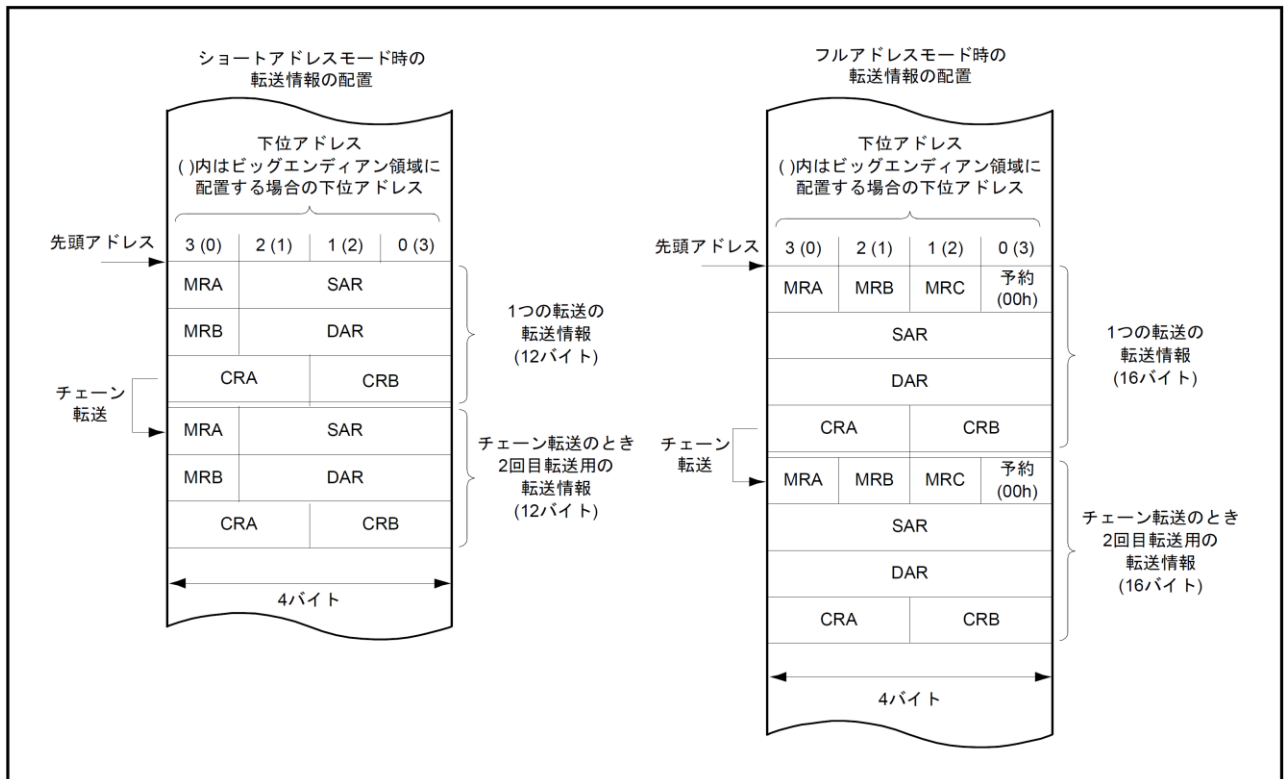 ショートアドレスモード時の
転送情報の配置
下位アドレス
( )内はビッグエンディアン領域に
配置する場合の下位アドレス
先頭アドレス
3 (0) 2 (1) 1 (2) 0 (3)
MRA SAR
MRB DAR
CRA CRB
1つの転送の
転送情報
(12バイト)
チェーン
転送
MRA SAR
MRB DAR
CRA CRB
チェーン転送のとき
2回目転送用の
転送情報
(12バイト)
4バイト
フルアドレスモード時の
転送情報の配置
下位アドレス
( )内はビッグエンディアン領域に
配置する場合の下位アドレス
先頭アドレス
3 (0) 2 (1) 1 (2) 0 (3)
MRA MRB MRC 予約
(00h)
SAR
DAR
CRA CRB
1つの転送の
転送情報
(16バイト)
チェーン
転送
MRA MRB MRC 予約
(00h)
SAR
DAR
CRA CRB
チェーン転送のとき
2回目転送用の
転送情報
(16バイト)
4バイト